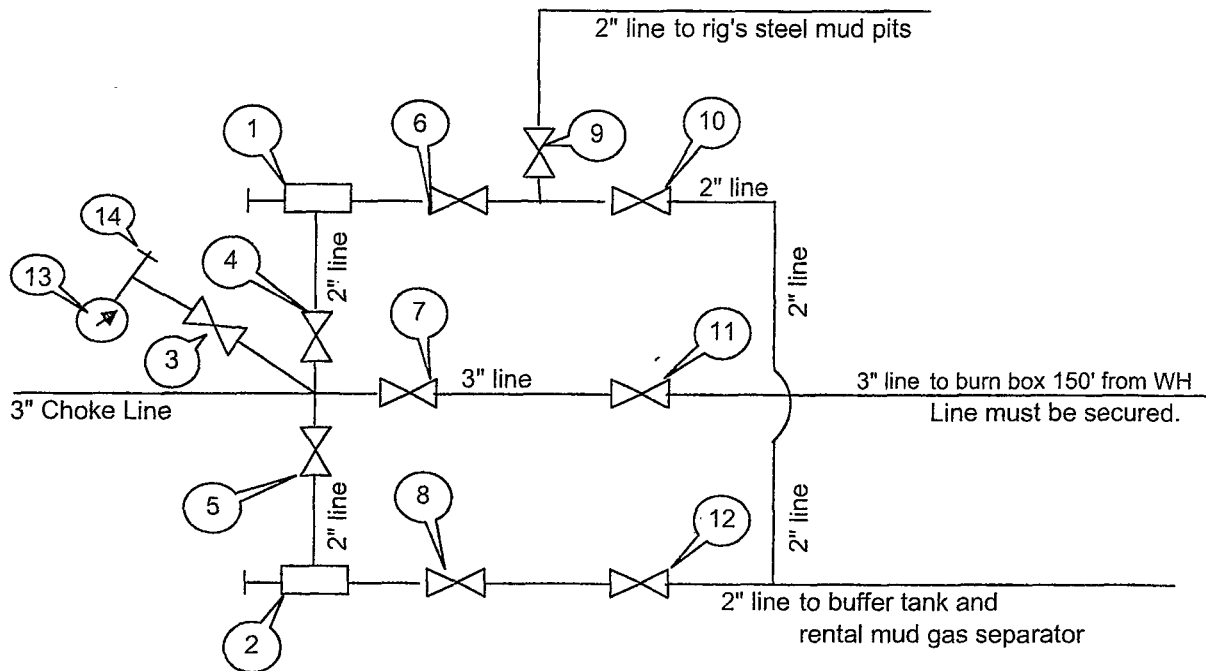 2" line to rig's steel mud pits
1
6
9
10
2" line
14
4
2" line
2" line
13
7
11
3
3" line
3" line to burn box 150' from WH
3" Choke Line
Line must be secured.
5
2" line
8
12
2" line
2
2" line to buffer tank and
rental mud gas separator